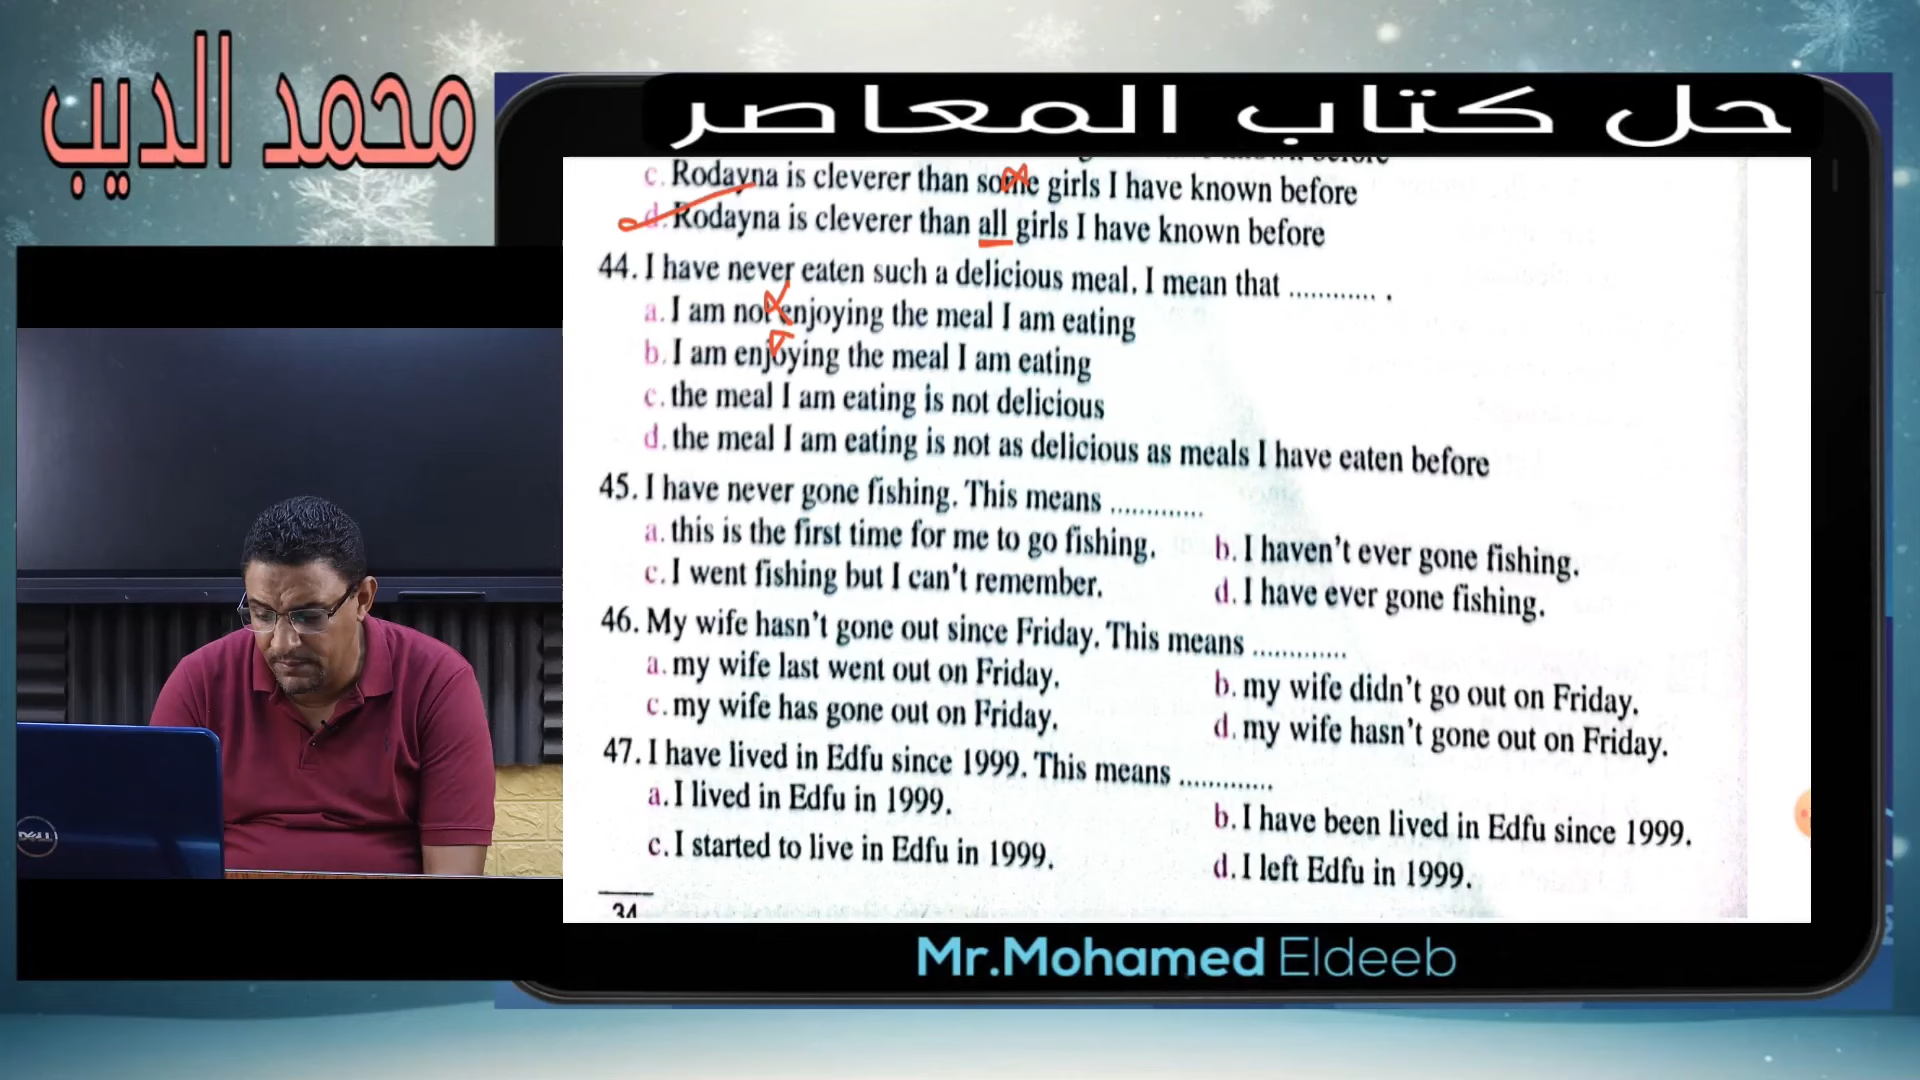 محمد الديب
حل كتاب المعاصر
before
c. Rodayna is cleverer than some girls I have known before
d. Rodayna is cleverer than all girls I have known before
44. I have never eaten such a delicious meal, I mean that ............ .
a. I am not enjoying the meal I am eating
b. I am enjoying the meal I am eating
c. the meal I am eating is not delicious
d. the meal I am eating is not as delicious as meals I have eaten before
45. I have never gone fishing. This means .............
a. this is the first time for me to go fishing. b. I haven't ever gone fishing.
c. I went fishing but I can't remember. d. I have ever gone fishing.
46. My wife hasn't gone out since Friday. This means .............
a. my wife last went out on Friday. b. my wife didn't go out on Friday.
c. my wife has gone out on Friday. d. my wife hasn't gone out on Friday.
47. I have lived in Edfu since 1999. This means .............
a. I lived in Edfu in 1999. b. I have been lived in Edfu since 1999.
c. I started to live in Edfu in 1999. d. I left Edfu in 1999.
34
DELL
Mr.Mohamed Eldeeb